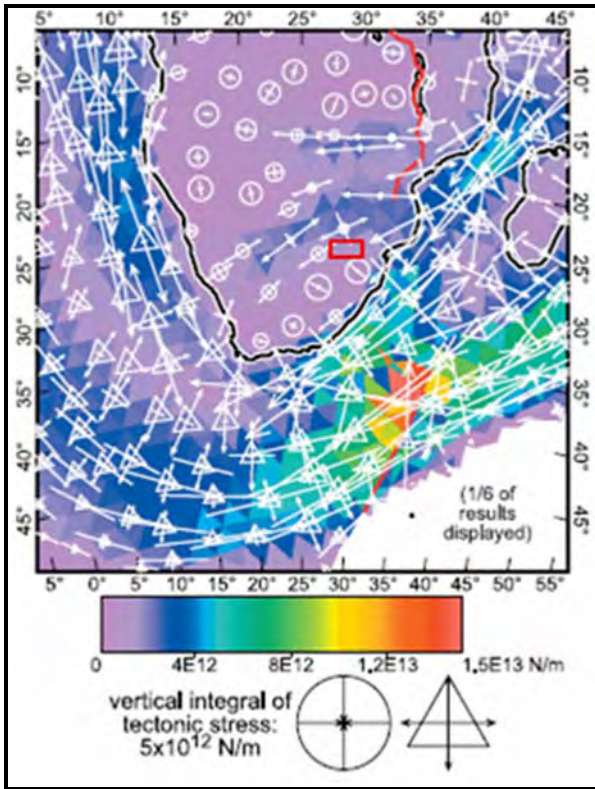 5° 10° 15° 20° 25° 30° 35° 40° 45°
10° 10°
15° 15°
20° 20°
25° 25°
30° 30°
35° 35°
40° 40°
45° 45°
(1/6 of
results
displayed)
5° 0° 10° 15° 20° 25° 30° 35° 40° 45° 50° 55°
0 4E12 8E12 1.2E13 1.5E13 N/m
vertical integral of
tectonic stress:
5x10¹² N/m